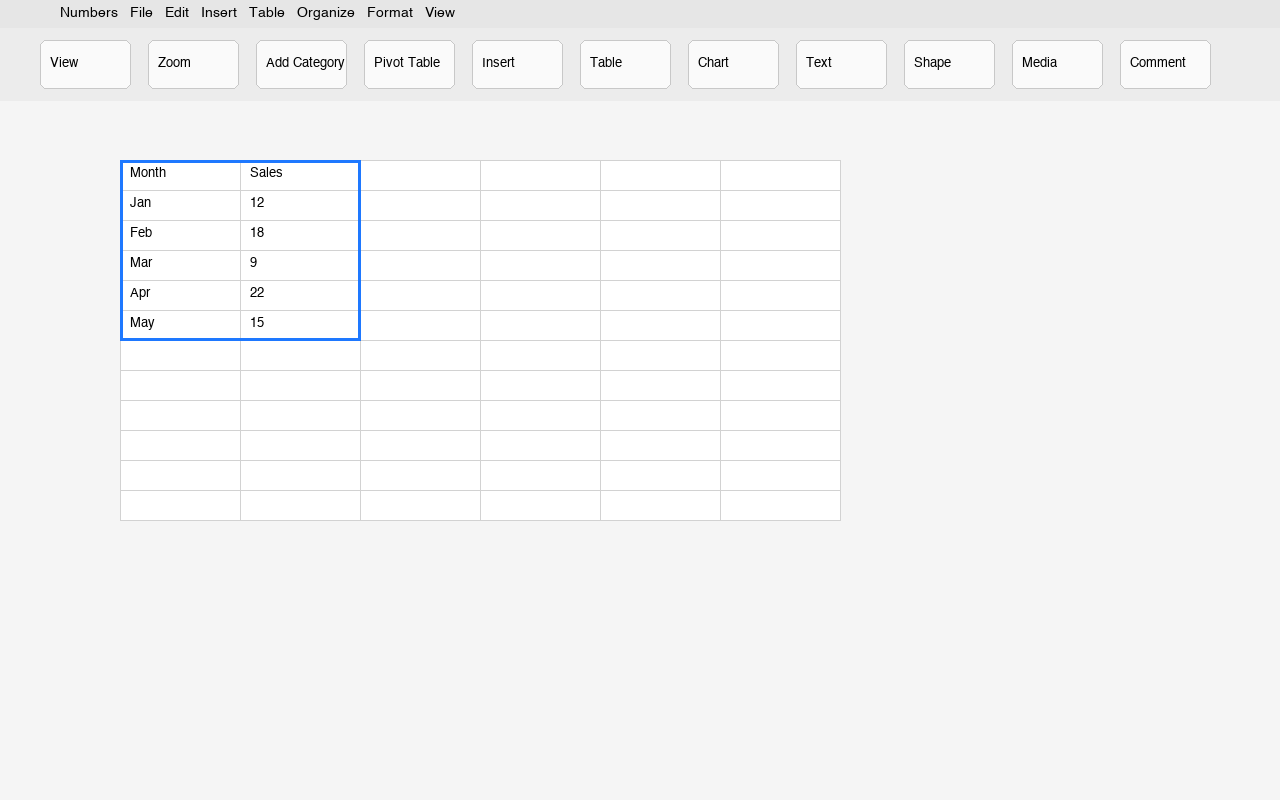 Numbers File Edit Insert Table Organize Format View
View Zoom Add Category Pivot Table Insert Table Chart Text Shape Media Comment
Month Sales
Jan 12
Feb 18
Mar 9
Apr 22
May 15